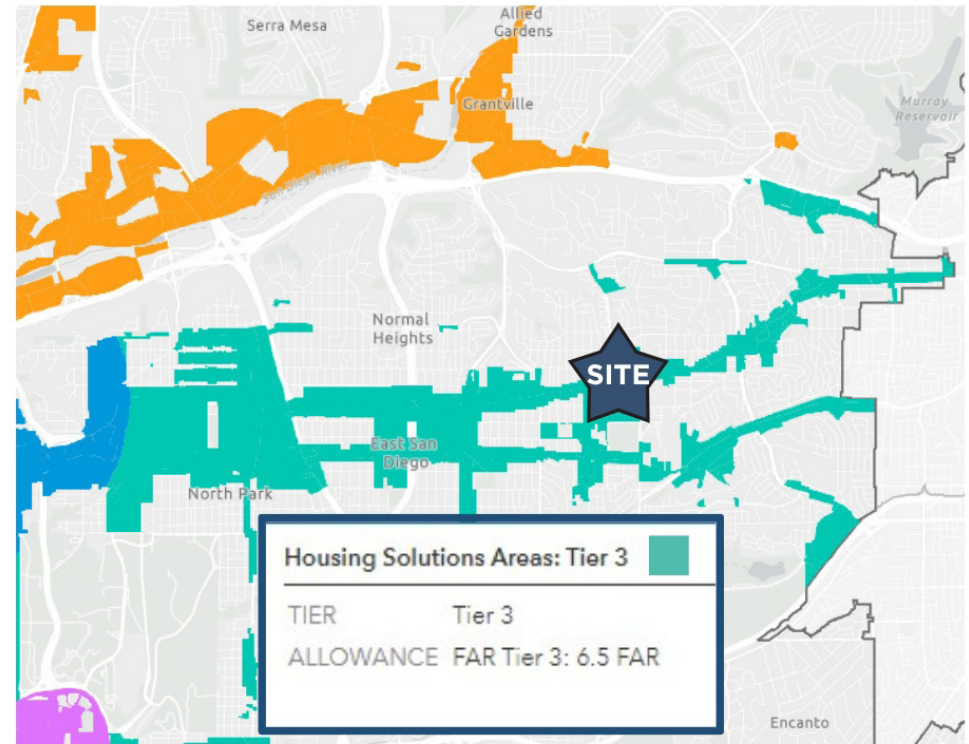 Serra Mesa
Allied
Gardens
Grantville
Murray
Reservoir
San Diego River
Normal
Heights
SITE
East San
Diego
North Park
Housing Solutions Areas: Tier 3
TIER Tier 3
ALLOWANCE FAR Tier 3: 6.5 FAR
Encanto